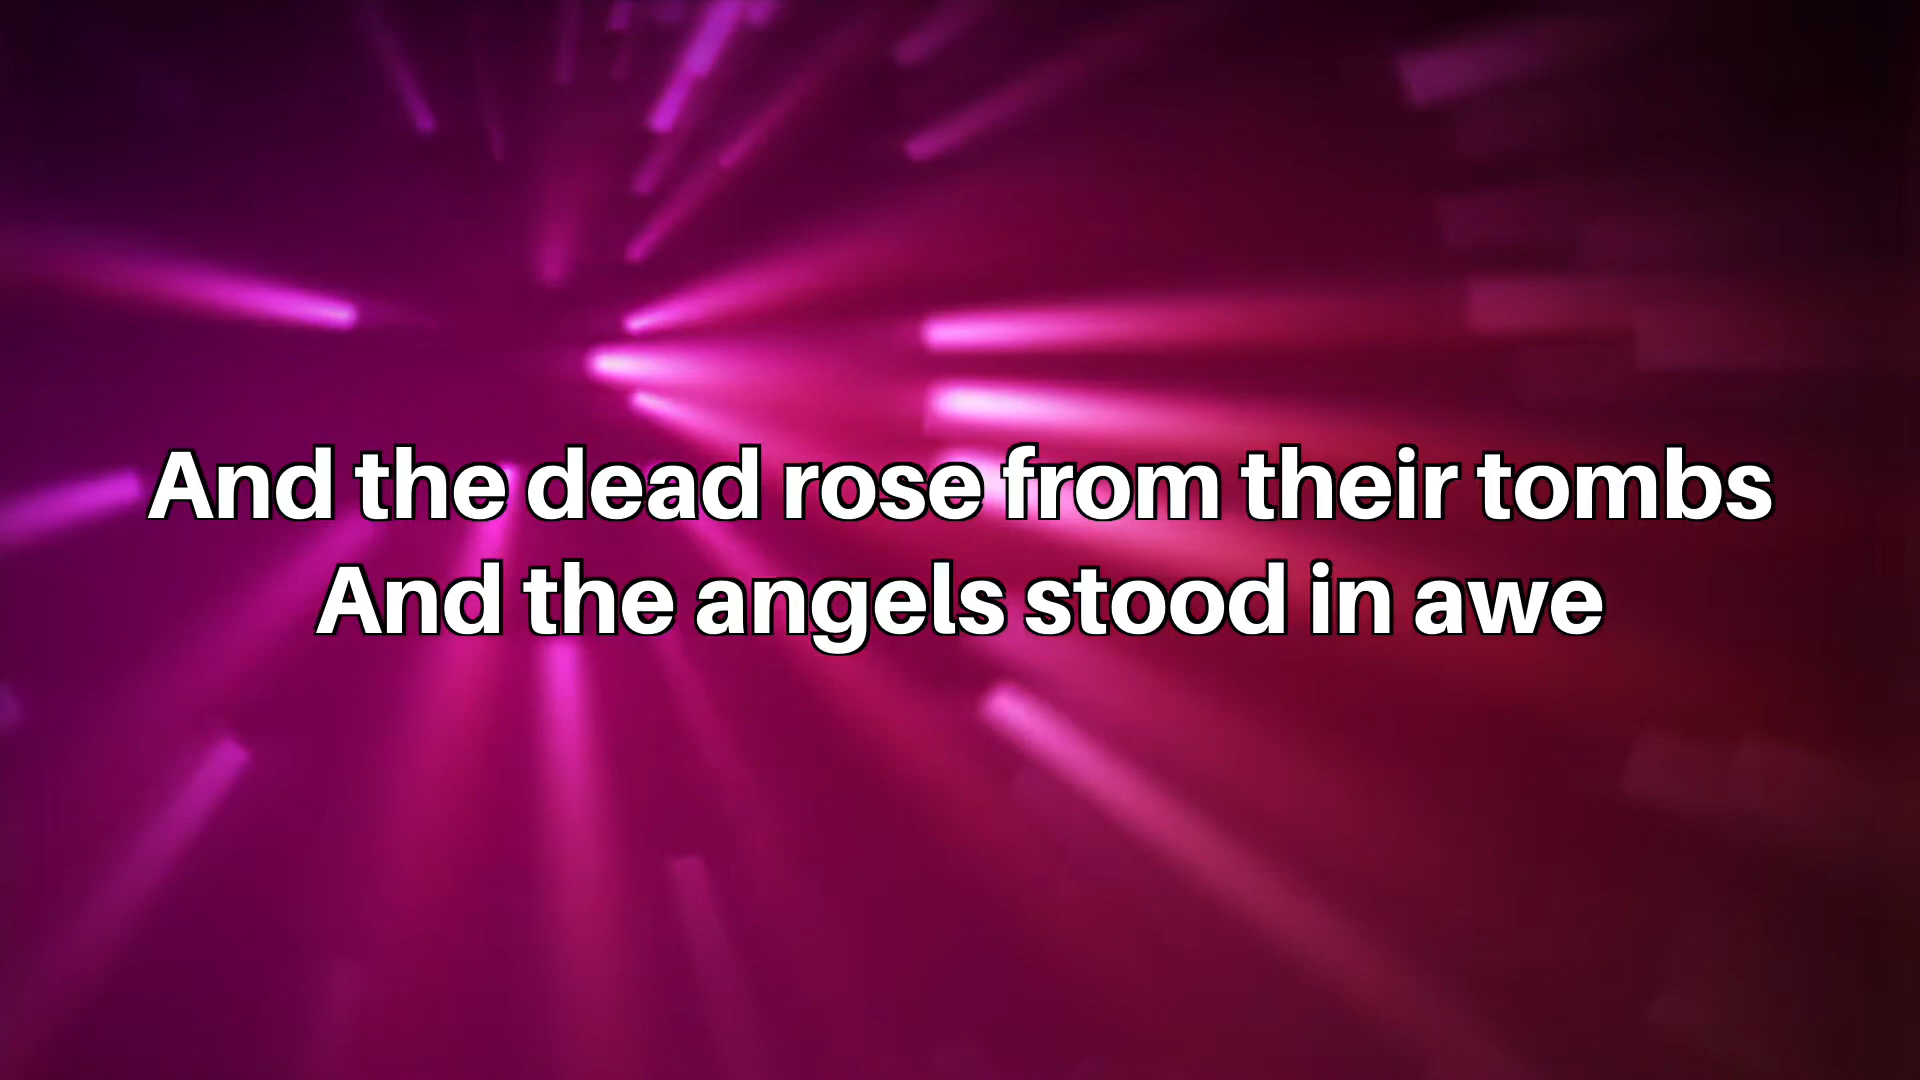 And the dead rose from their tombs
And the angels stood in awe